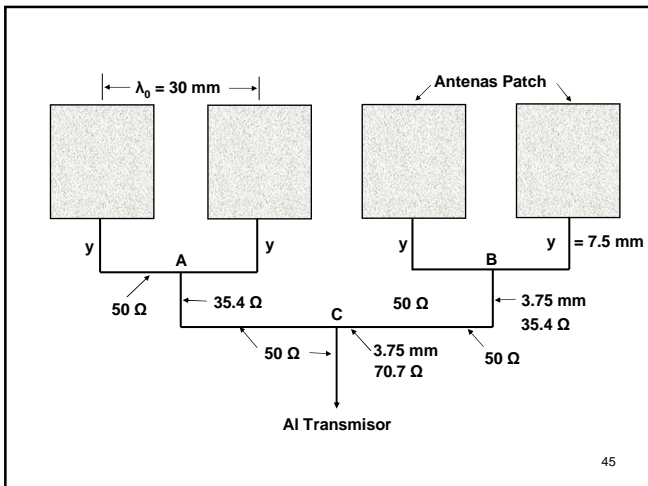 λ₀ = 30 mm
Antenas Patch
y
y
y
y = 7.5 mm
A
B
50 Ω
35.4 Ω
C
50 Ω
3.75 mm
35.4 Ω
50 Ω
3.75 mm
70.7 Ω
50 Ω
Al Transmisor
45